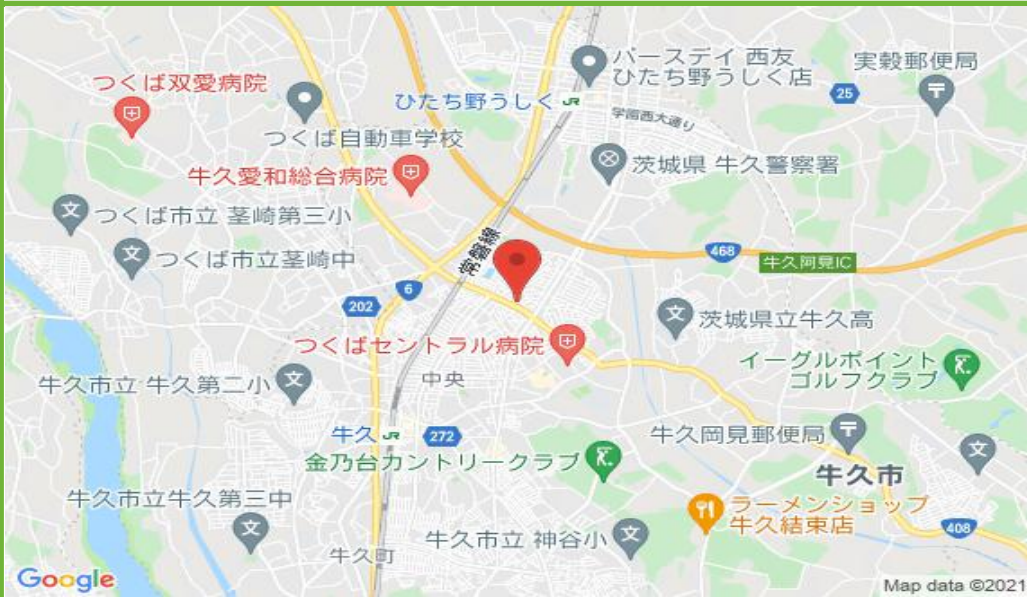 バースデイ 西友
ひたち野うしく店
実穀郵便局
つくば双愛病院
ひたち野うしく
JR
25
学園西大通り
つくば自動車学校
茨城県 牛久警察署
牛久愛和総合病院
つくば市立 茎崎第三小
常磐線
468
牛久阿見IC
つくば市立茎崎中
6
202
茨城県立牛久高
つくばセントラル病院
イーグルポイント
ゴルフクラブ
中央
牛久市立 牛久第二小
牛久
JR
272
牛久岡見郵便局
金乃台カントリークラブ
牛久市
牛久市立牛久第三中
ラーメンショップ
牛久結束店
408
牛久市立 神谷小
牛久町
Google
Map data ©2021